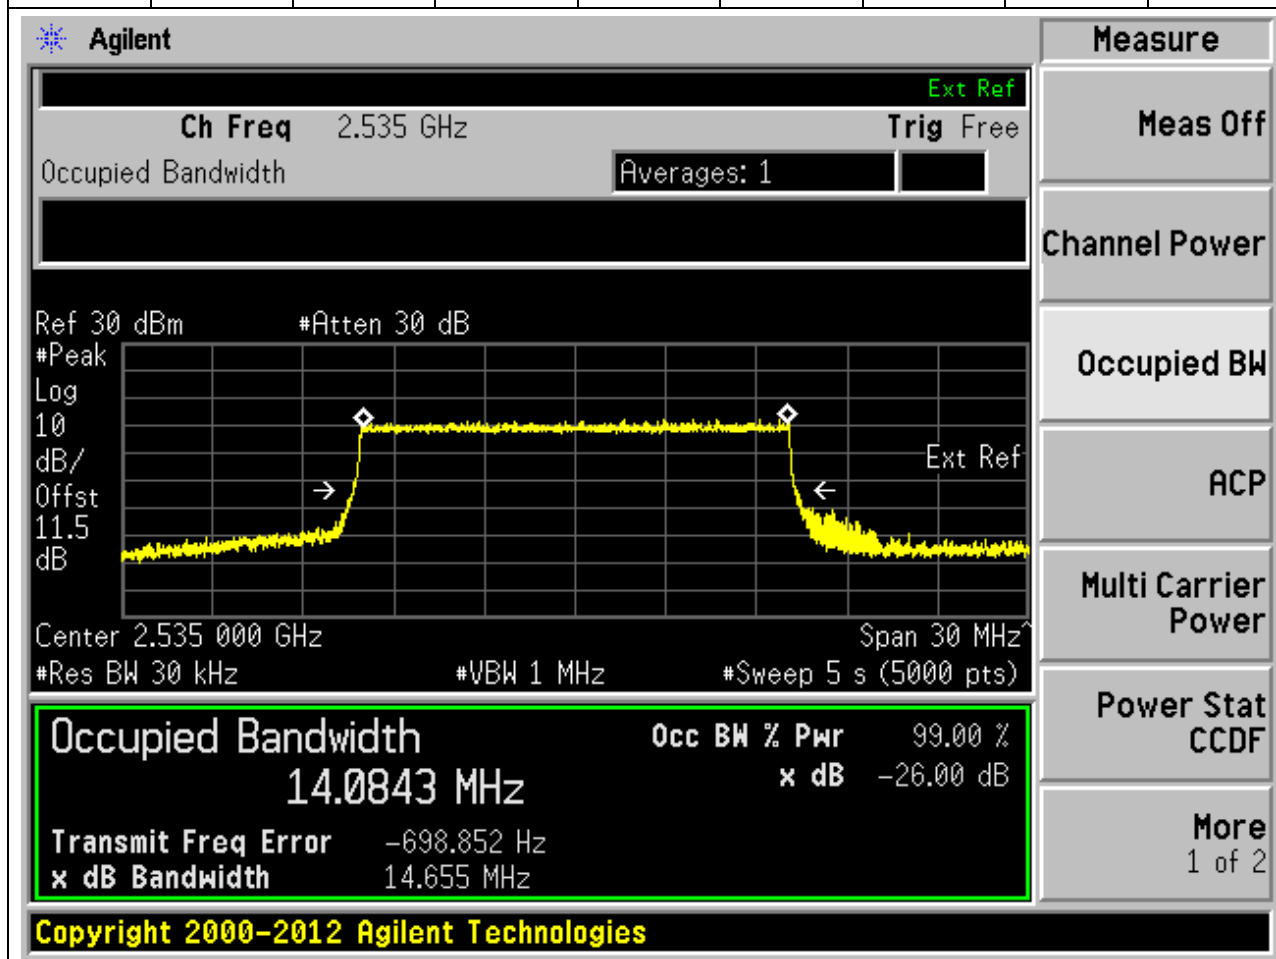 Agilent
Measure
Ext Ref
Ch Freq 2.535 GHz Trig Free
Occupied Bandwidth Averages: 1
Meas Off
Channel Power
Occupied BW
ACP
Multi Carrier
Power
Power Stat
CCDF
More
1 of 2
Ref 30 dBm #Atten 30 dB
#Peak
Log
10
dB/
Offst
11.5
dB
Ext Ref
Center 2.535 000 GHz Span 30 MHz^
#Res BW 30 kHz #VBW 1 MHz #Sweep 5 s (5000 pts)
Occupied Bandwidth Occ BW % Pwr 99.00 %
14.0843 MHz x dB -26.00 dB
Transmit Freq Error -698.852 Hz
x dB Bandwidth 14.655 MHz
Copyright 2000-2012 Agilent Technologies